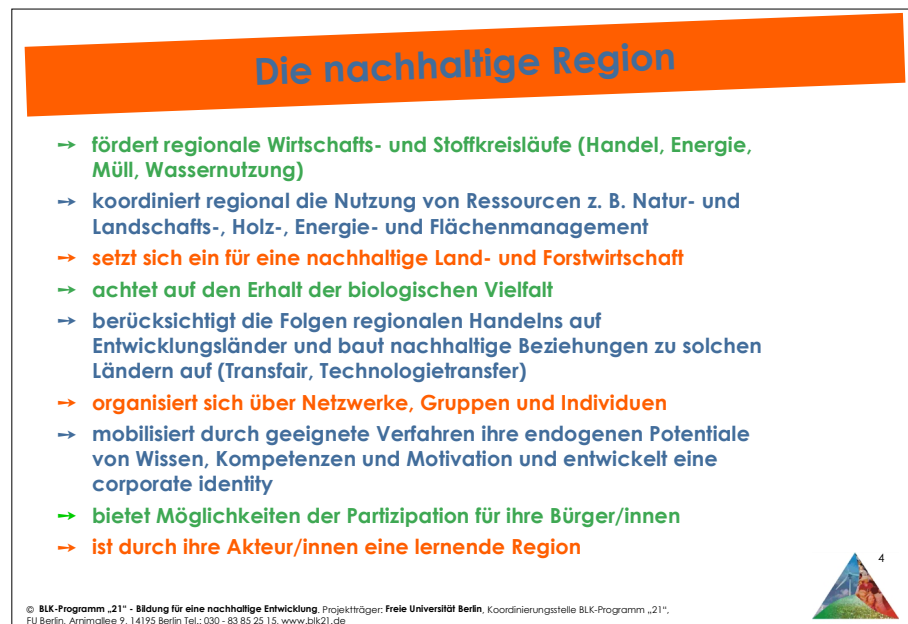 Die nachhaltige Region
→ fördert regionale Wirtschafts- und Stoffkreisläufe (Handel, Energie,
Müll, Wassernutzung)
→ koordiniert regional die Nutzung von Ressourcen z. B. Natur- und
Landschafts-, Holz-, Energie- und Flächenmanagement
→ setzt sich ein für eine nachhaltige Land- und Forstwirtschaft
→ achtet auf den Erhalt der biologischen Vielfalt
→ berücksichtigt die Folgen regionalen Handelns auf
Entwicklungsländer und baut nachhaltige Beziehungen zu solchen
Ländern auf (Transfair, Technologietransfer)
→ organisiert sich über Netzwerke, Gruppen und Individuen
→ mobilisiert durch geeignete Verfahren ihre endogenen Potentiale
von Wissen, Kompetenzen und Motivation und entwickelt eine
corporate identity
→ bietet Möglichkeiten der Partizipation für ihre Bürger/innen
→ ist durch ihre Akteur/innen eine lernende Region
4
© BLK-Programm „21“ - Bildung für eine nachhaltige Entwicklung, Projektträger: Freie Universität Berlin, Koordinierungsstelle BLK-Programm „21“,
FU Berlin, Arnimallee 9, 14195 Berlin Tel.: 030 - 83 85 25 15, www.blk21.de